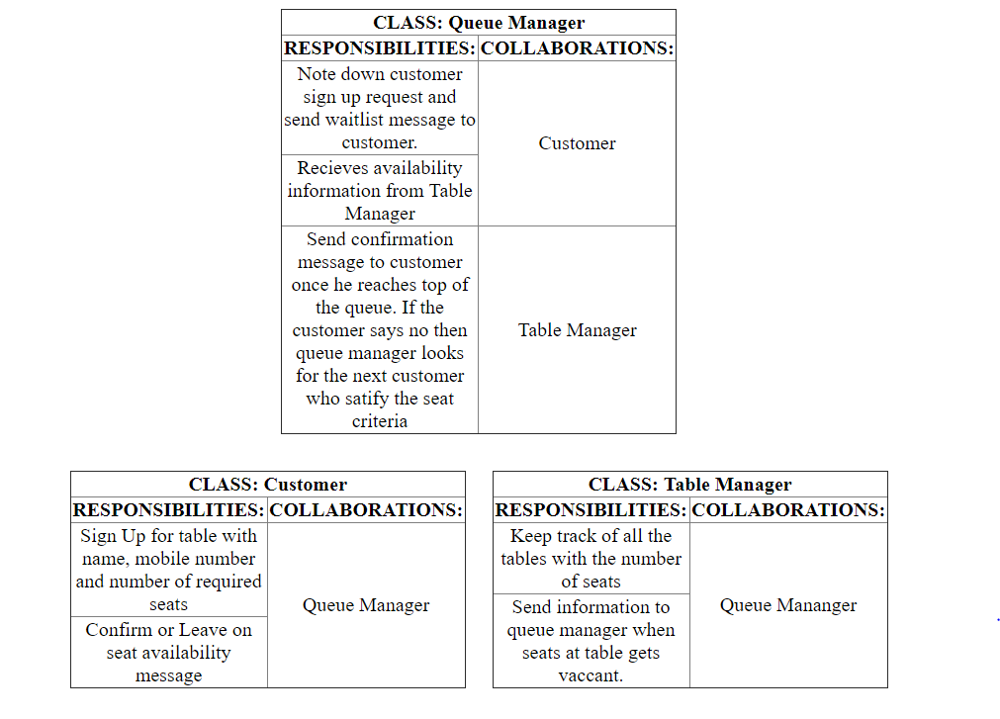 CLASS: Queue Manager
RESPONSIBILITIES: COLLABORATIONS:
Note down customer
sign up request and
send waitlist message to
customer.
Customer
Recieves availability
information from Table
Manager
Send confirmation
message to customer
once he reaches top of
the queue. If the
customer says no then
queue manager looks
for the next customer
who satify the seat
criteria
Table Manager
CLASS: Customer
RESPONSIBILITIES: COLLABORATIONS:
Sign Up for table with
name, mobile number
and number of required
seats
Queue Manager
Confirm or Leave on
seat availability
message
CLASS: Table Manager
RESPONSIBILITIES: COLLABORATIONS:
Keep track of all the
tables with the number
of seats
Queue Mananger
Send information to
queue manager when
seats at table gets
vaccant.